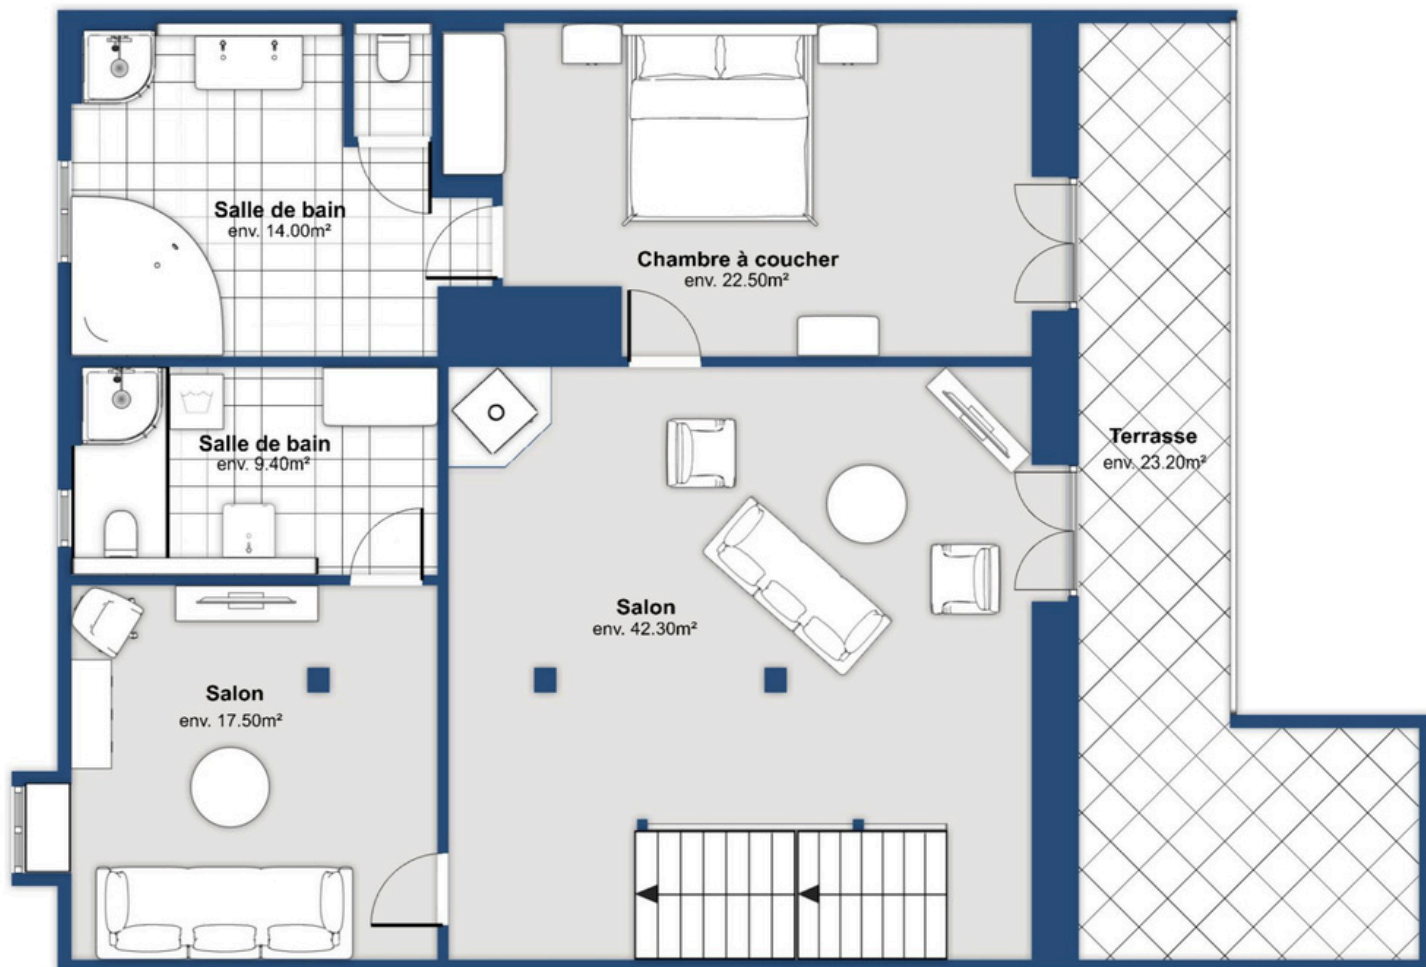 Salle de bain
env. 14.00m²
Chambre à coucher
env. 22.50m²
Salle de bain
env. 9.40m²
Terrasse
env. 23.20m²
Salon
env. 42.30m²
Salon
env. 17.50m²